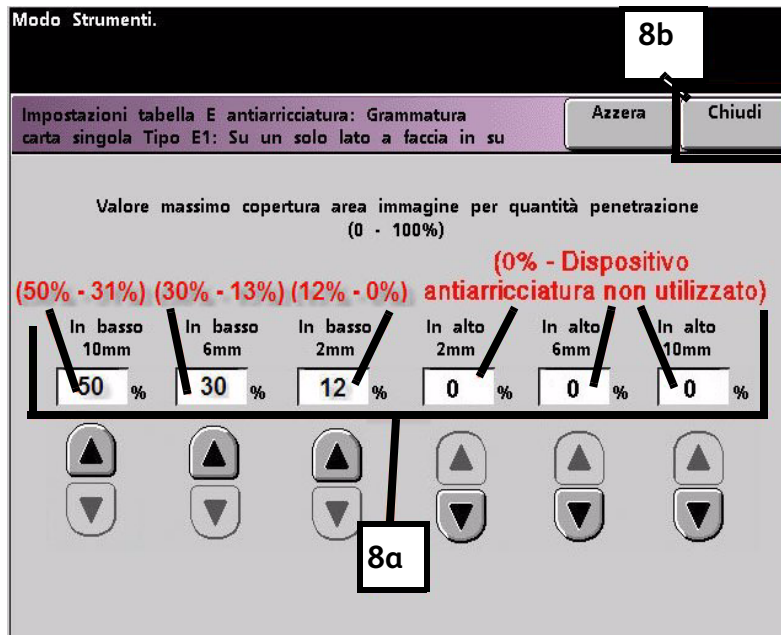 Modo Strumenti.
8b
Impostazioni tabella E antiarricciatura: Grammatura
carta singola Tipo E1: Su un solo lato a faccia in su
Azzera
Chiudi
Valore massimo copertura area immagine per quantità penetrazione
(0 - 100%)
(50% - 31%) (30% - 13%) (12% - 0%)
(0% - Dispositivo
antiarricciatura non utilizzato)
In basso
10mm
In basso
6mm
In basso
2mm
In alto
2mm
In alto
6mm
In alto
10mm
50 %
30 %
12 %
0 %
0 %
0 %
8a